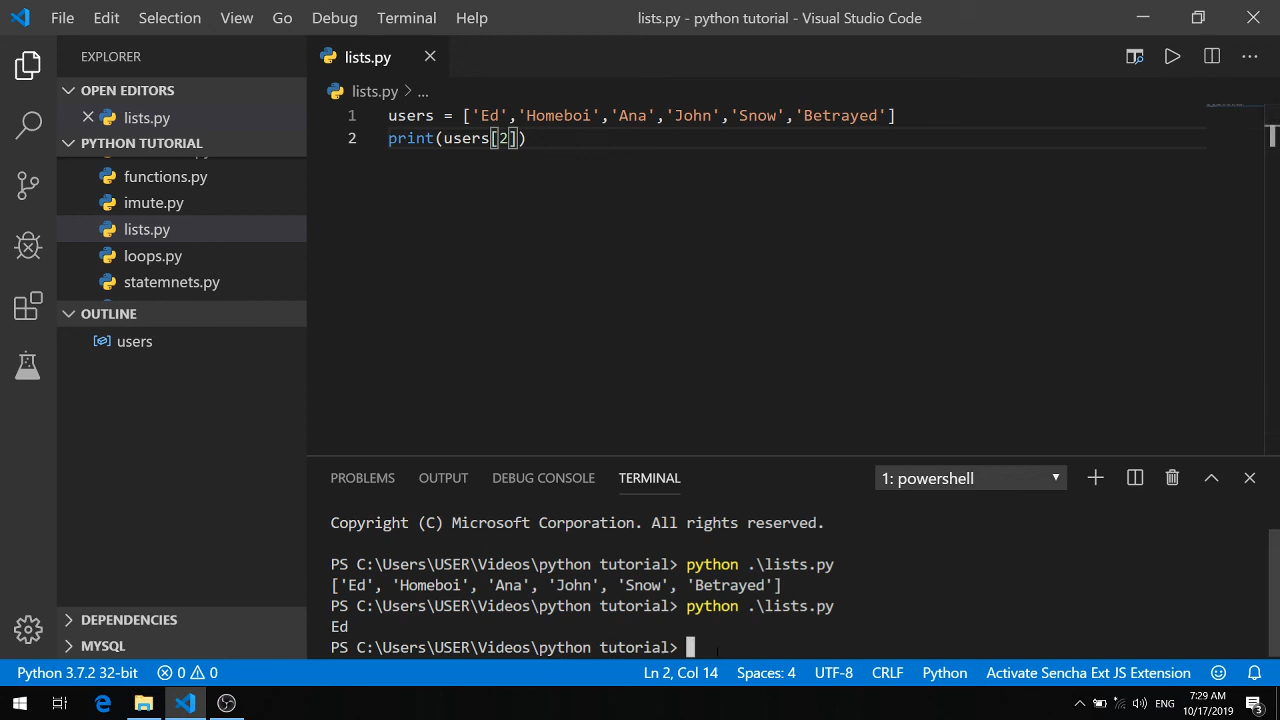 File Edit Selection View Go Debug Terminal Help lists.py - python tutorial - Visual Studio Code
EXPLORER
OPEN EDITORS
lists.py
PYTHON TUTORIAL
functions.py
imute.py
lists.py
loops.py
statemnets.py
OUTLINE
users
DEPENDENCIES
MYSQL
lists.py
lists.py > ...
1 users = ['Ed','Homeboi','Ana','John','Snow','Betrayed']
2 print(users[2])
PROBLEMS OUTPUT DEBUG CONSOLE TERMINAL 1: powershell
Copyright (C) Microsoft Corporation. All rights reserved.
PS C:\Users\USER\Videos\python tutorial> python .\lists.py
['Ed', 'Homeboi', 'Ana', 'John', 'Snow', 'Betrayed']
PS C:\Users\USER\Videos\python tutorial> python .\lists.py
Ed
PS C:\Users\USER\Videos\python tutorial>
Python 3.7.2 32-bit 0 0 Ln 2, Col 14 Spaces: 4 UTF-8 CRLF Python Activate Sencha Ext JS Extension
ENG 7:29 AM
10/17/2019 3